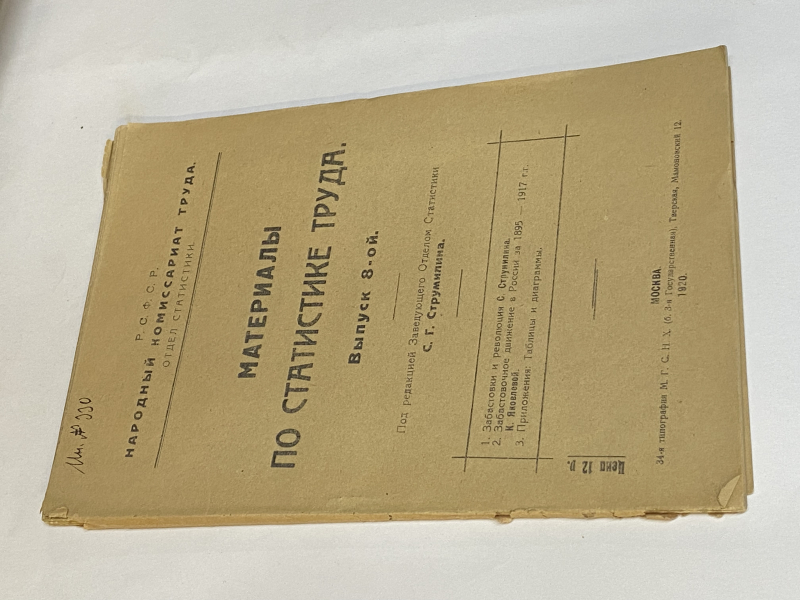 Ин. № 330
Р. С. Ф. С. Р.
НАРОДНЫЙ КОМИССАРИАТ ТРУДА.
ОТДЕЛ СТАТИСТИКИ.
МАТЕРИАЛЫ
ПО СТАТИСТИКЕ ТРУДА.
Выпуск 8-ой.
Под редакцией Заведующего Отделом Статистики
С. Г. Струмилина.
1. Забастовки и революция С. Струмилина.
2. Забастовочное движение в России за 1895 — 1917 г.г.
К. Яковлевой.
3. Приложения: Таблицы и диаграммы.
Цена 12 р.
МОСКВА.
1920.
34-я типография М. Г. С. Н. Х. (б. 3-я Государственная), Тверская, Мамоновский 12.